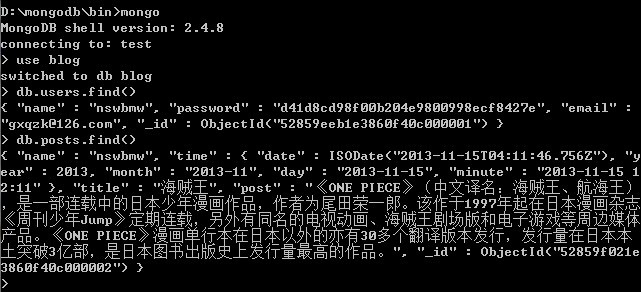 D:\mongodb\bin>mongo
MongoDB shell version: 2.4.8
connecting to: test
> use blog
switched to db blog
> db.users.find()
{ "name" : "nswbmw", "password" : "d41d8cd98f00b204e9800998ecf8427e", "email" :
"gxqzk@126.com", "_id" : ObjectId("52859eeb1e3860f40c000001") }
> db.posts.find()
{ "name" : "nswbmw", "time" : { "date" : ISODate("2013-11-15T04:11:46.756Z"), "y
ear" : 2013, "month" : "2013-11", "day" : "2013-11-15", "minute" : "2013-11-15 1
2:11" }, "title" : "海贼王", "post" : "《ONE PIECE》（中文译名：海贼王、航海王）
，是一部连载中的日本少年漫画作品，作者为尾田荣一郎。该作于1997年起在日本漫画杂志
《周刊少年Jump》定期连载，另外有同名的电视动画、海贼王剧场版和电子游戏等周边媒体
产品。《ONE PIECE》漫画单行本在日本以外的亦有30多个翻译版本发行，发行量在日本本
土突破3亿部，是日本图书出版史上发行量最高的作品。", "_id" : ObjectId("52859f021e
3860f40c000002") }
>